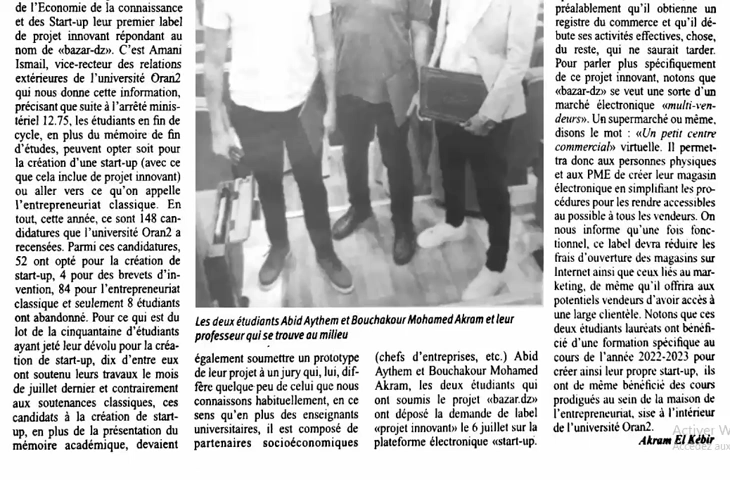 de l'Economie de la connaissance
et des Start-up leur premier label
de projet innovant répondant au
nom de «bazar-dz». C'est Amani
Ismail, vice-recteur des relations
extérieures de l'université Oran2
qui nous donne cette information,
précisant que suite à l'arrêté minis-
tériel 12.75, les étudiants en fin de
cycle, en plus du mémoire de fin
d'études, peuvent opter soit pour
la création d'une start-up (avec ce
que cela inclue de projet innovant)
ou aller vers ce qu'on appelle
l'entrepreneuriat classique. En
tout, cette année, ce sont 148 can-
didatures que l'université Oran2 a
recensées. Parmi ces candidatures,
52 ont opté pour la création de
start-up, 4 pour des brevets d'in-
vention, 84 pour l'entrepreneuriat
classique et seulement 8 étudiants
ont abandonné. Pour ce qui est du
lot de la cinquantaine d'étudiants
ayant jeté leur dévolu pour la créa-
tion de start-up, dix d'entre eux
ont soutenu leurs travaux le mois
de juillet dernier et contrairement
aux soutenances classiques, ces
candidats à la création de start-
up, en plus de la présentation du
mémoire académique, devaient
Les deux étudiants Abid Aythem et Bouchakour Mohamed Akram et leur
professeur qui se trouve au milieu
également soumettre un prototype
de leur projet à un jury qui, lui, dif-
fère quelque peu de celui que nous
connaissons habituellement, en ce
sens qu'en plus des enseignants
universitaires, il est composé de
partenaires socioéconomiques
(chefs d'entreprises, etc.) Abid
Aythem et Bouchakour Mohamed
Akram, les deux étudiants qui
ont soumis le projet «bazar.dz»
ont déposé la demande de label
«projet innovant» le 6 juillet sur la
plateforme électronique «start-up.
préalablement qu'il obtienne un
registre du commerce et qu'il dé-
bute ses activités effectives, chose,
du reste, qui ne saurait tarder.
Pour parler plus spécifiquement
de ce projet innovant, notons que
«bazar-dz» se veut une sorte d'un
marché électronique «multi-ven-
deurs». Un supermarché ou même,
disons le mot : «Un petit centre
commercial» virtuelle. Il permet-
tra donc aux personnes physiques
et aux PME de créer leur magasin
électronique en simplifiant les pro-
cédures pour les rendre accessibles
au possible à tous les vendeurs. On
nous informe qu'une fois fonc-
tionnel, ce label devra réduire les
frais d'ouverture des magasins sur
Internet ainsi que ceux liés au mar-
keting, de même qu'il offrira aux
potentiels vendeurs d'avoir accès à
une large clientèle. Notons que ces
deux étudiants lauréats ont bénéfi-
cié d'une formation spécifique au
cours de l'année 2022-2023 pour
créer ainsi leur propre start-up, ils
ont de même bénéficié des cours
prodigués au sein de la maison de
l'entrepreneuriat, sise à l'intérieur
de l'université Oran2.
Akram El Kébir
Activer W
Accédez aux